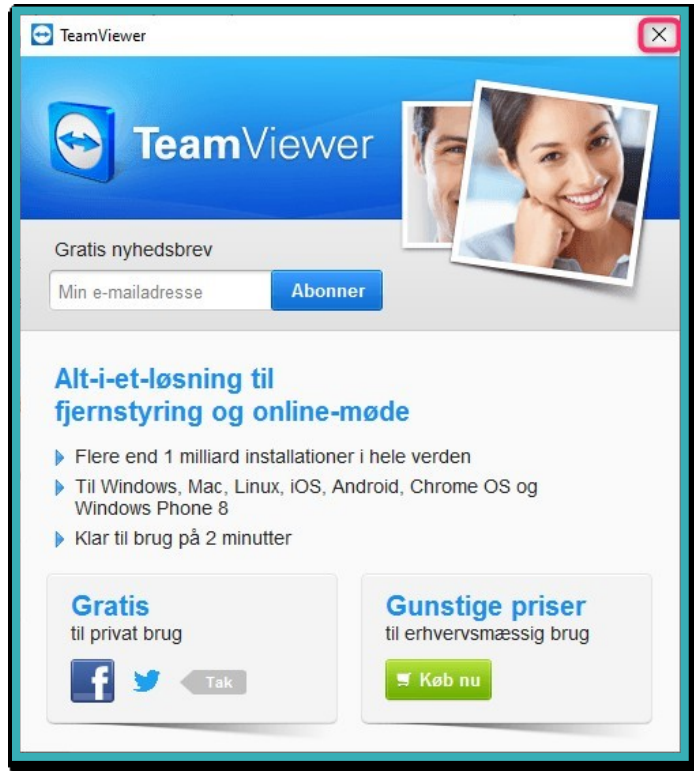 TeamViewer
TeamViewer
Gratis nyhedsbrev
Min e-mailadresse
Abonner
Alt-i-et-løsning til
fjernstyring og online-møde
Flere end 1 milliard installationer i hele verden
Til Windows, Mac, Linux, iOS, Android, Chrome OS og
Windows Phone 8
Klar til brug på 2 minutter
Gratis
til privat brug
f
Tak
Gunstige priser
til erhvervsmæssig brug
Køb nu